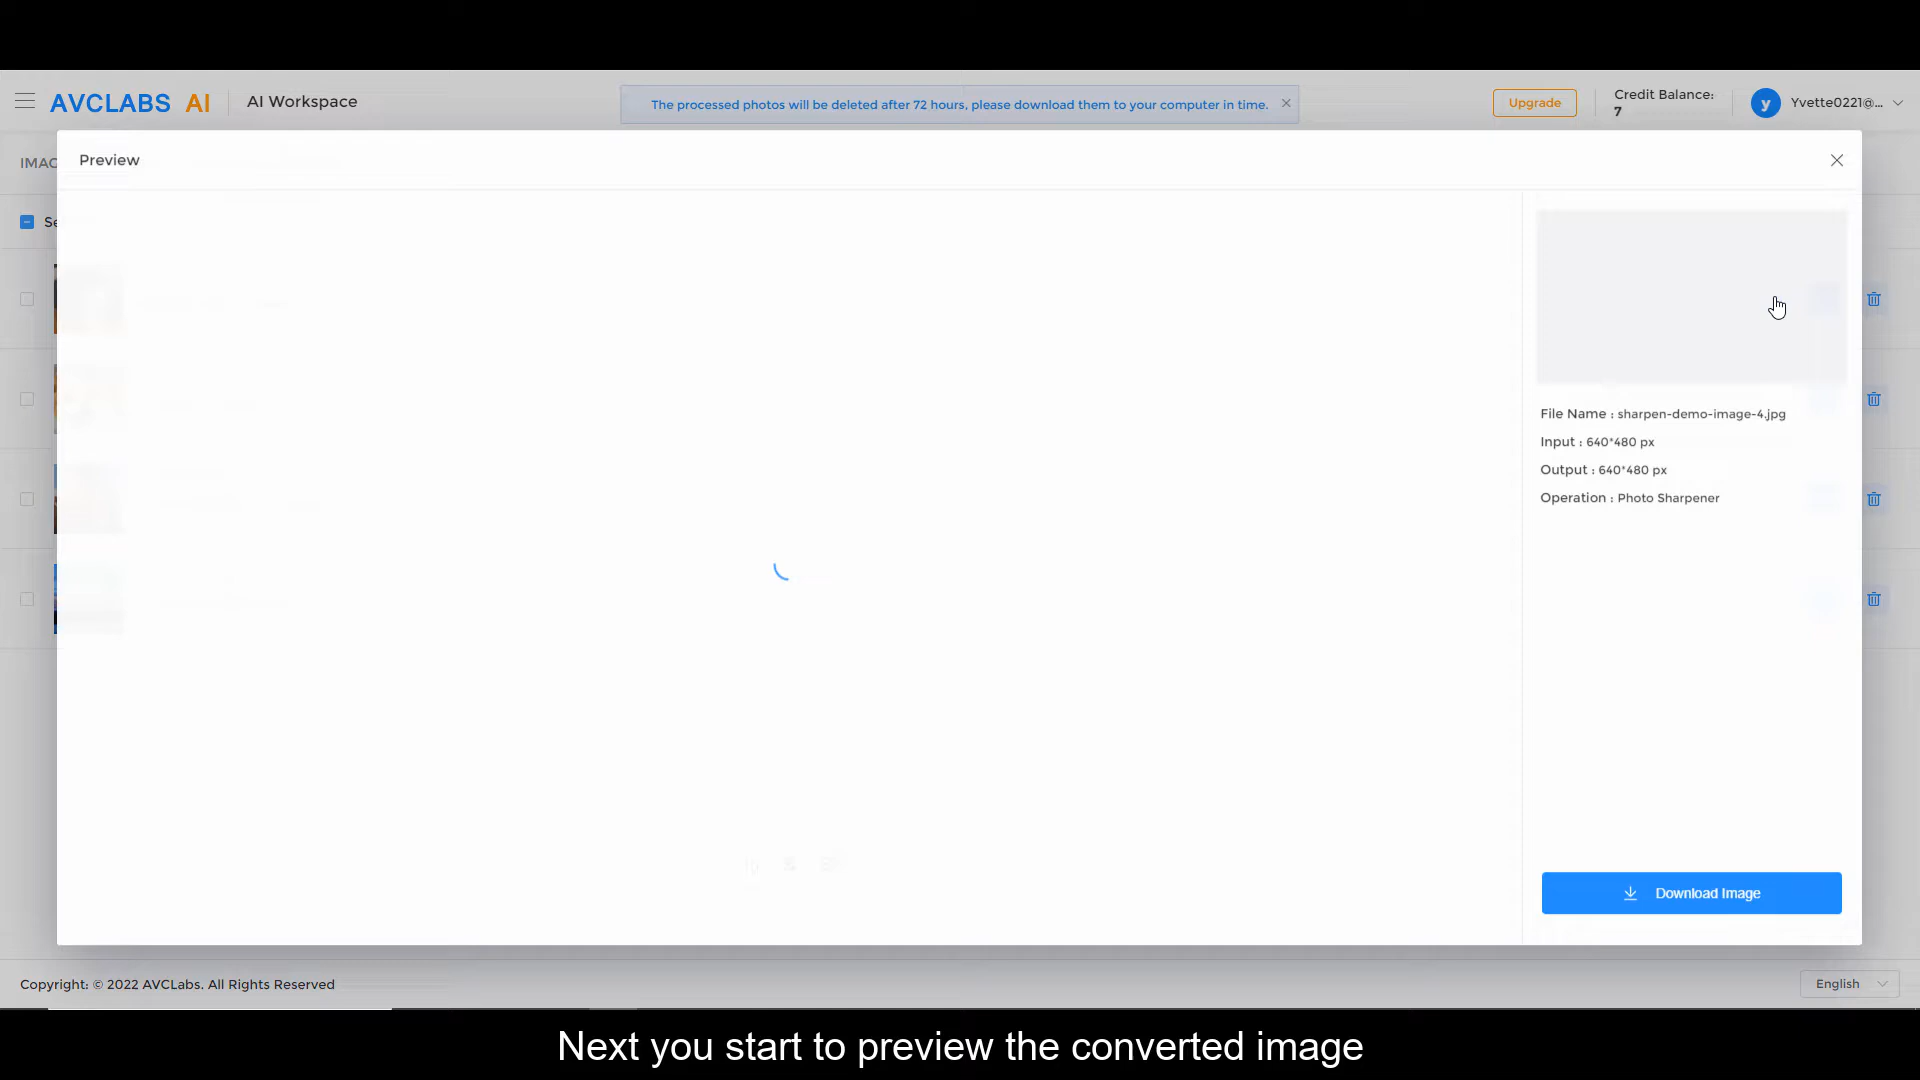 AVCLABS AI
AI Workspace
The processed photos will be deleted after 72 hours, please download them to your computer in time.
Upgrade
Credit Balance:
7
y
Yvette0221@...
Preview
File Name : sharpen-demo-image-4.jpg
Input : 640*480 px
Output : 640*480 px
Operation : Photo Sharpener
Download Image
Copyright: © 2022 AVCLabs. All Rights Reserved
English
Next you start to preview the converted image